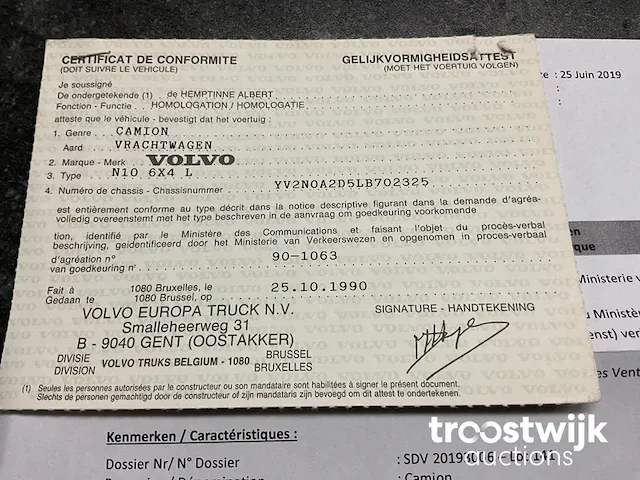 CERTIFICAT DE CONFORMITE
(DOIT SUIVRE LE VEHICULE)
GELIJKVORMIGHEIDSATTEST
(MOET HET VOERTUIG VOLGEN)
Je soussigné
De ondergetekende (1) . de HEMPTINNE ALBERT
Fonction - Functie . . HOMOLOGATION / HOMOLOGATIE
atteste que le véhicule - bevestigt dat het voertuig :
1. Genre . . . CAMION
Aard VRACHTWAGEN
2. Marque - Merk VOLVO
3. Type N10 6X4 L
4. Numéro de chassis - Chassisnummer YV2N0A2D5LB702325
est entièrement conforme au type décrit dans la notice descriptive figurant dans la demande d'agréa-
volledig overeenstemt met het type beschreven in de aanvraag om goedkeuring voorkomende
tion, identifié par le Ministère des Communications et faisant l'objet du procès-verbal
beschrijving, geidentificeerd door het Ministerie van Verkeerswezen en opgenomen in proces-verbaal
d'agréation n° 90-1063
van goedkeuring n'
Fait à 1080 Bruxelles, le
Gedaan te 1080 Brussel, op 25.10.1990
VOLVO EUROPA TRUCK N.V.
Smalleheerweg 31
B - 9040 GENT (OOSTAKKER)
SIGNATURE - HANDTEKENING
DIVISIE VOLVO TRUKS BELGIUM - 1080 BRUSSEL
DIVISION BRUXELLES
(1) Seules les personnes autorisées par le constructeur ou son mandataire sont habilitées à signer le présent document.
Slechts de personen gemachtigd door de constructeur of zijn mandataris zijn bevoegd om dit attest te ondertekenen.
: 25 Juin 2019
:
Ministerie v
Ministè
enst) ver
es Vent
Kenmerken / Caractéristiques :
Dossier Nr/ N° Dossier : SDV 2019
Lot 141
: Camion
troostwijk
auctions